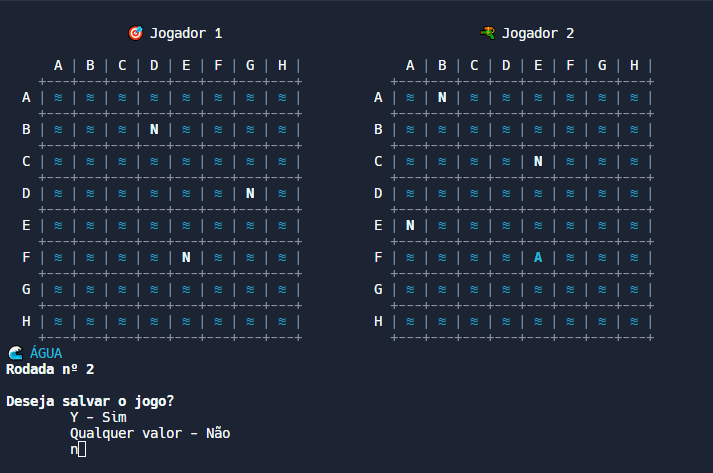 🎯 Jogador 1 🔫 Jogador 2
A | B | C | D | E | F | G | H | A | B | C | D | E | F | G | H |
+---+---+---+---+---+---+---+---+ +---+---+---+---+---+---+---+---+
A | ≈ | ≈ | ≈ | ≈ | ≈ | ≈ | ≈ | ≈ | A | ≈ | N | ≈ | ≈ | ≈ | ≈ | ≈ | ≈ |
+---+---+---+---+---+---+---+---+ +---+---+---+---+---+---+---+---+
B | ≈ | ≈ | ≈ | N | ≈ | ≈ | ≈ | ≈ | B | ≈ | ≈ | ≈ | ≈ | ≈ | ≈ | ≈ | ≈ |
+---+---+---+---+---+---+---+---+ +---+---+---+---+---+---+---+---+
C | ≈ | ≈ | ≈ | ≈ | ≈ | ≈ | ≈ | ≈ | C | ≈ | ≈ | ≈ | ≈ | N | ≈ | ≈ | ≈ |
+---+---+---+---+---+---+---+---+ +---+---+---+---+---+---+---+---+
D | ≈ | ≈ | ≈ | ≈ | ≈ | ≈ | N | ≈ | D | ≈ | ≈ | ≈ | ≈ | ≈ | ≈ | ≈ | ≈ |
+---+---+---+---+---+---+---+---+ +---+---+---+---+---+---+---+---+
E | ≈ | ≈ | ≈ | ≈ | ≈ | ≈ | ≈ | ≈ | E | N | ≈ | ≈ | ≈ | ≈ | ≈ | ≈ | ≈ |
+---+---+---+---+---+---+---+---+ +---+---+---+---+---+---+---+---+
F | ≈ | ≈ | ≈ | ≈ | N | ≈ | ≈ | ≈ | F | ≈ | ≈ | ≈ | ≈ | A | ≈ | ≈ | ≈ |
+---+---+---+---+---+---+---+---+ +---+---+---+---+---+---+---+---+
G | ≈ | ≈ | ≈ | ≈ | ≈ | ≈ | ≈ | ≈ | G | ≈ | ≈ | ≈ | ≈ | ≈ | ≈ | ≈ | ≈ |
+---+---+---+---+---+---+---+---+ +---+---+---+---+---+---+---+---+
H | ≈ | ≈ | ≈ | ≈ | ≈ | ≈ | ≈ | ≈ | H | ≈ | ≈ | ≈ | ≈ | ≈ | ≈ | ≈ | ≈ |
+---+---+---+---+---+---+---+---+ +---+---+---+---+---+---+---+---+
🌊 ÁGUA
Rodada nº 2
Deseja salvar o jogo?
Y - Sim
Qualquer valor - Não
n